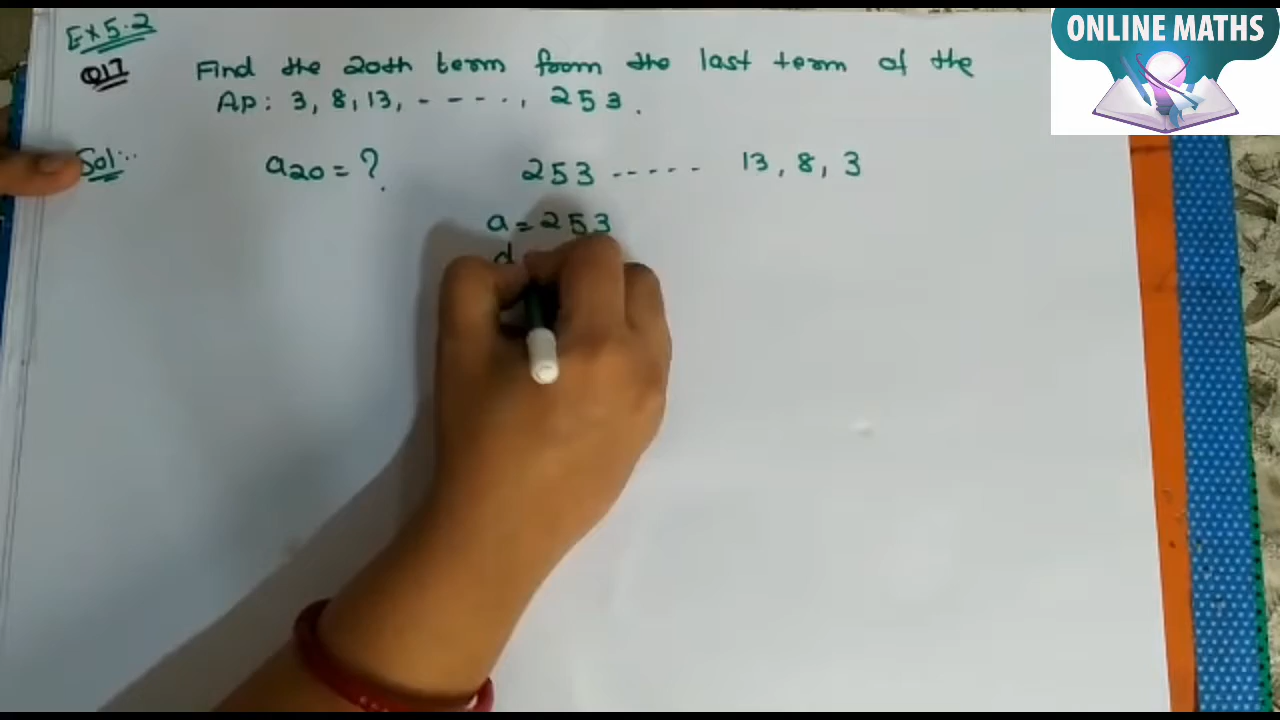 Ex 5.2
ONLINE MATHS
Q17 Find the 20th term from the last term of the
AP: 3, 8, 13, - - - - -, 253.
Sol:- a20 = ? 253 ----- 13, 8, 3
a = 253
d